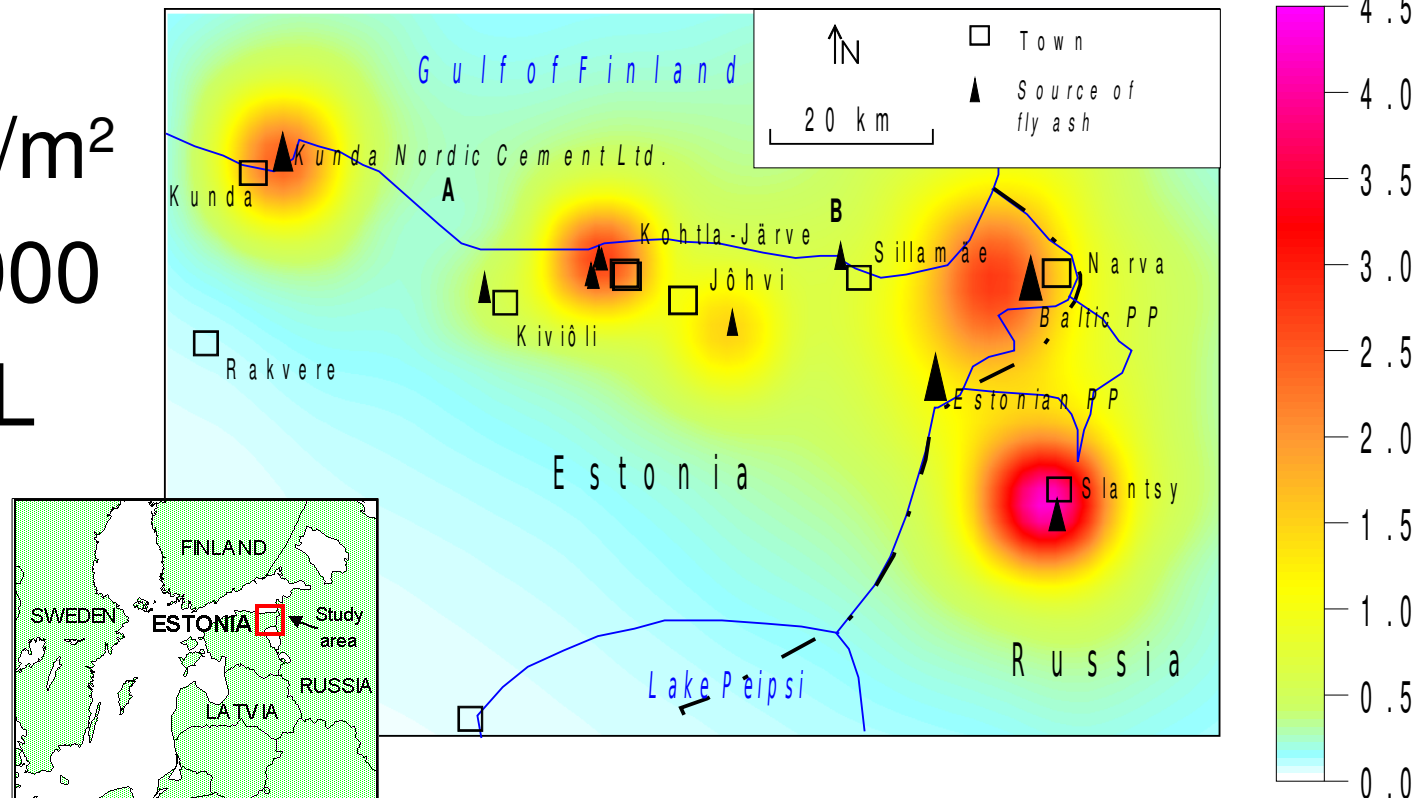 /m²
000
L
Gulf of Finland
N
20 km
Town
Source of
fly ash
Kunda Nordic Cement Ltd.
Kunda
A
B
Kohtla-Järve
Sillamäe
Narva
Jôhvi
Kiviôli
Baltic PP
Rakvere
Estonian PP
Estonia
Slantsy
Russia
Lake Peipsi
FINLAND
SWEDEN
ESTONIA
Study
area
RUSSIA
LATVIA
4.5
4.0
3.5
3.0
2.5
2.0
1.5
1.0
0.5
0.0